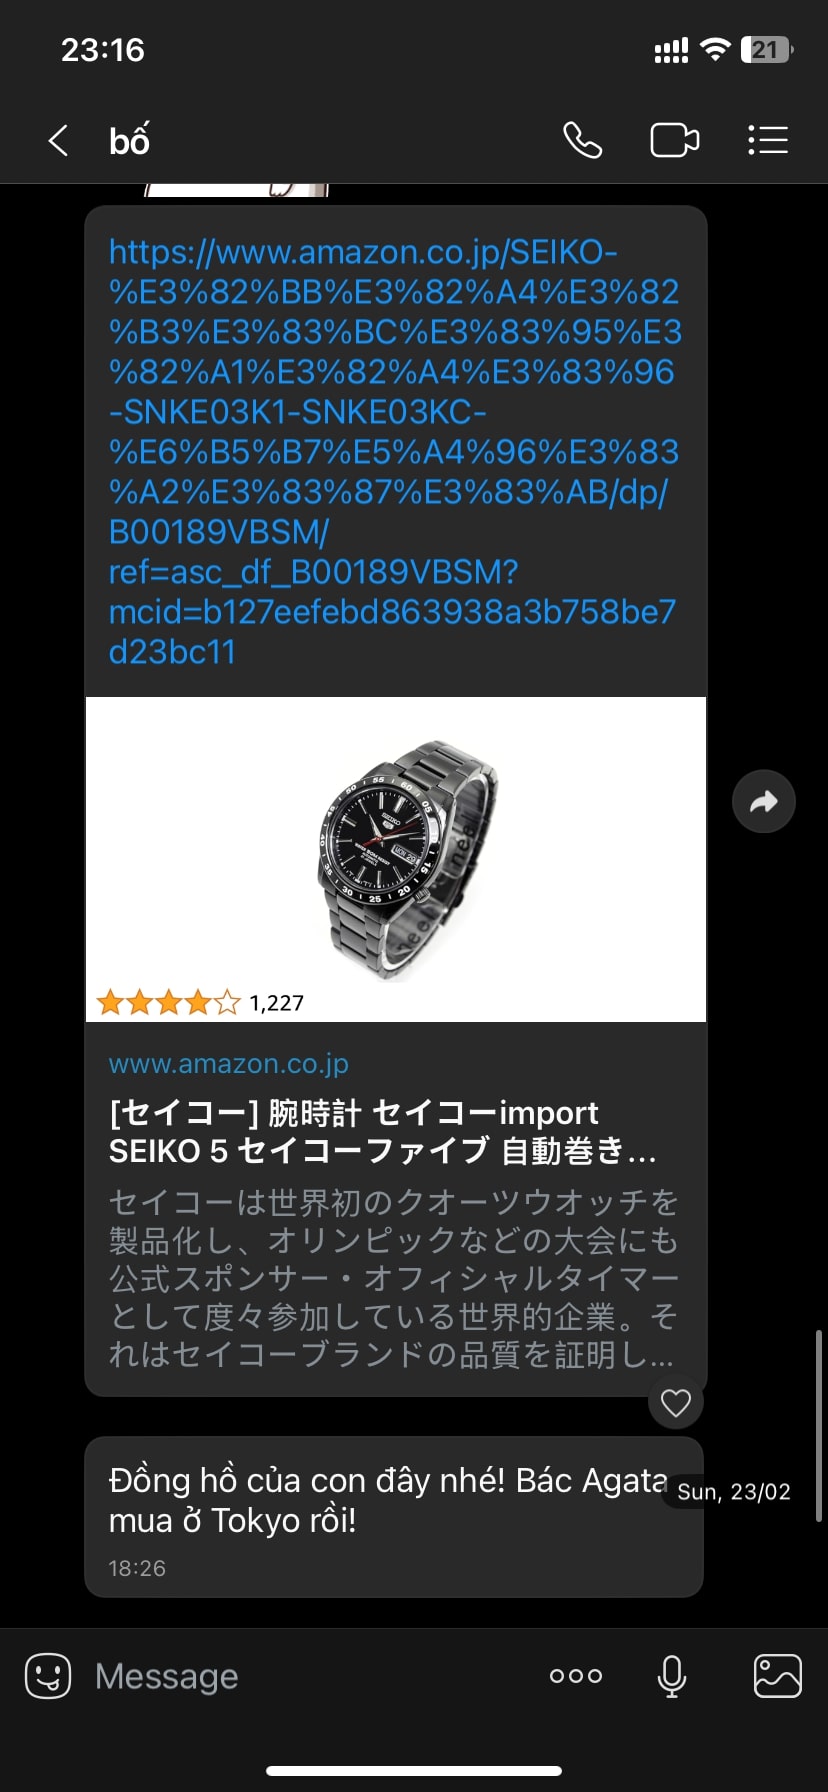 23:16
21
bố
https://www.amazon.co.jp/SEIKO-
%E3%82%BB%E3%82%A4%E3%82
%B3%E3%83%BC%E3%83%95%E3
%82%A1%E3%82%A4%E3%83%96
-SNKE03K1-SNKE03KC-
%E6%B5%B7%E5%A4%96%E3%83
%A2%E3%83%87%E3%83%AB/dp/
B00189VBSM/
ref=asc_df_B00189VBSM?
mcid=b127eefebd863938a3b758be7
d23bc11
SEIKO
5
1,227
www.amazon.co.jp
[セイコー] 腕時計 セイコーimport
SEIKO 5 セイコーファイブ 自動巻き...
セイコーは世界初のクオーツウオッチを
製品化し、オリンピックなどの大会にも
公式スポンサー・オフィシャルタイマー
として度々参加している世界的企業。そ
れはセイコーブランドの品質を証明し...
Đồng hồ của con đây nhé! Bác Agata
mua ở Tokyo rồi!
Sun, 23/02
18:26
Message